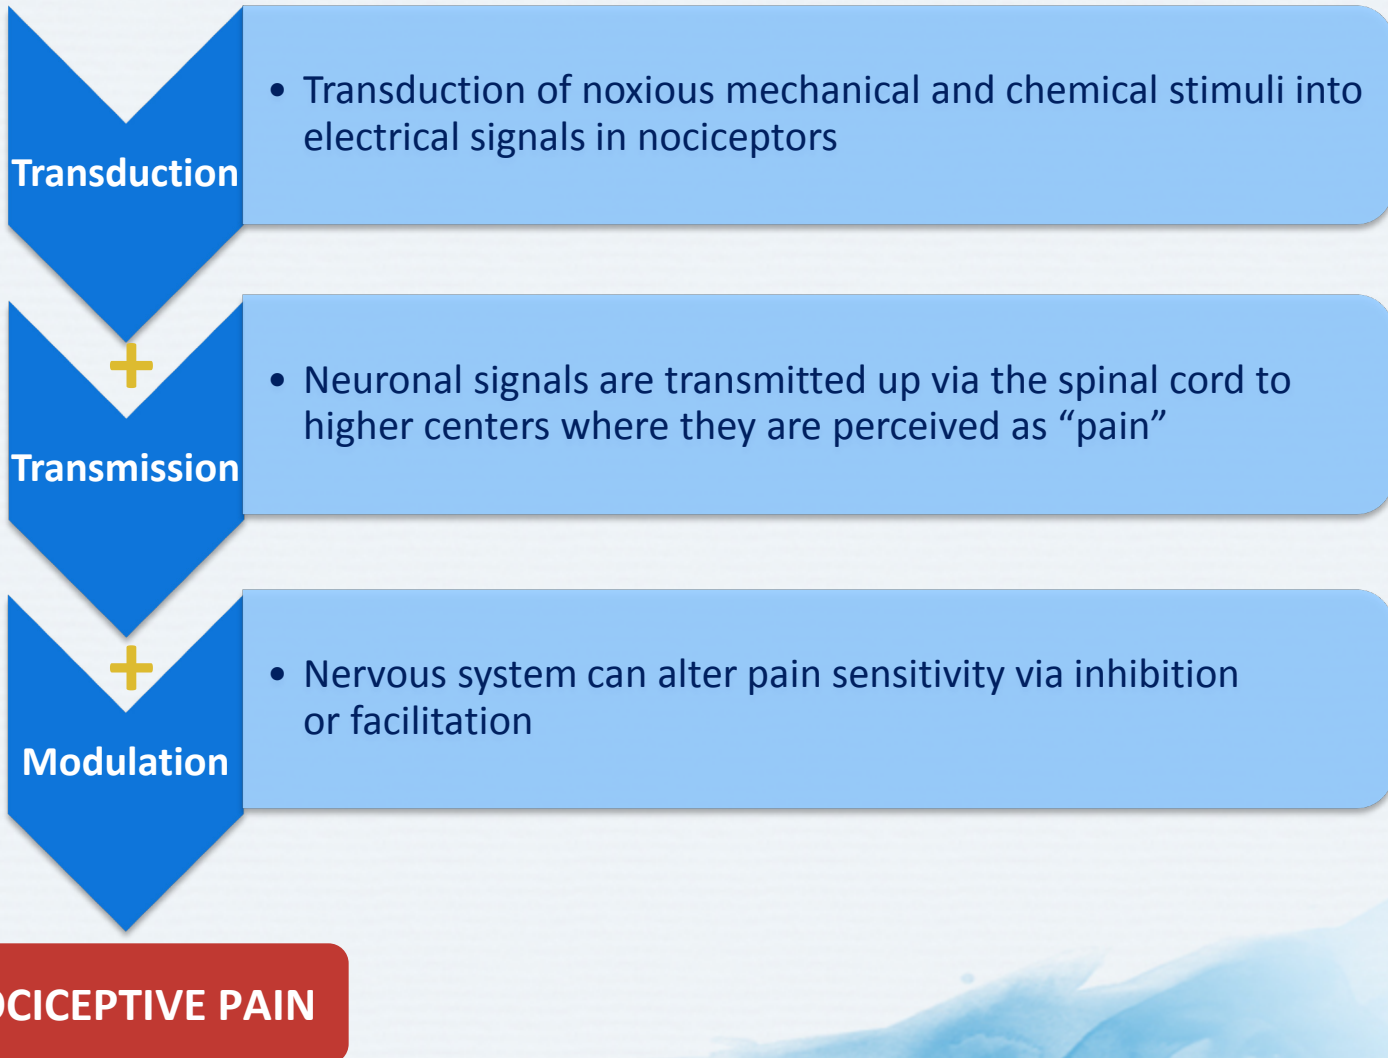 • Transduction of noxious mechanical and chemical stimuli into
electrical signals in nociceptors
Transduction
+
• Neuronal signals are transmitted up via the spinal cord to
higher centers where they are perceived as “pain”
Transmission
+
• Nervous system can alter pain sensitivity via inhibition
or facilitation
Modulation
OCICEPTIVE PAIN